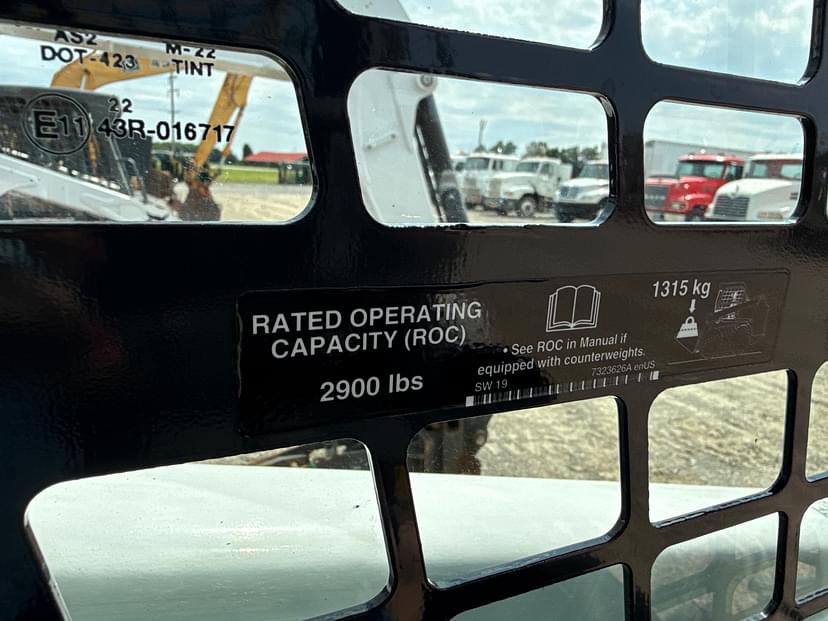 AS2 M-22
DOT-423 TINT
22
E11 43R-016717
RATED OPERATING
CAPACITY (ROC)
2900 lbs
• See ROC in Manual if
equipped with counterweights.
SW 19
7323626A enUS
1315 kg